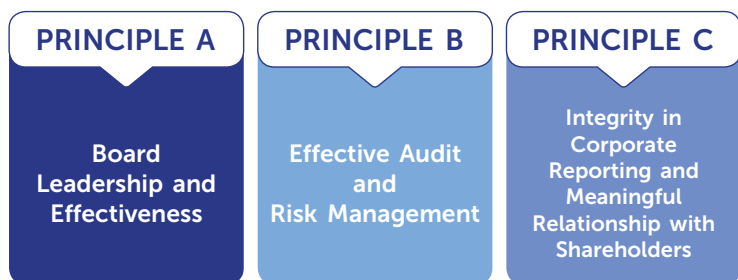 PRINCIPLE A
Board
Leadership and
Effectiveness
PRINCIPLE B
Effective Audit
and
Risk Management
PRINCIPLE C
Integrity in
Corporate
Reporting and
Meaningful
Relationship with
Shareholders